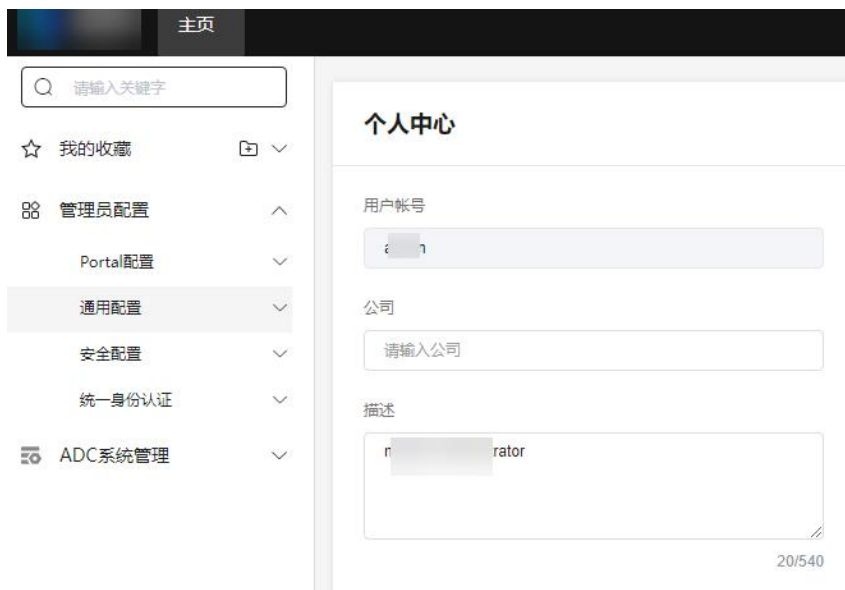 主页
请输入关键字
我的收藏
管理员配置
Portal配置
通用配置
安全配置
统一身份认证
ADC系统管理
个人中心
用户帐号
公司
请输入公司
描述
rator
20/540